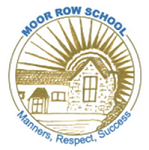 MOOR ROW SCHOOL
Manners, Respect, Success